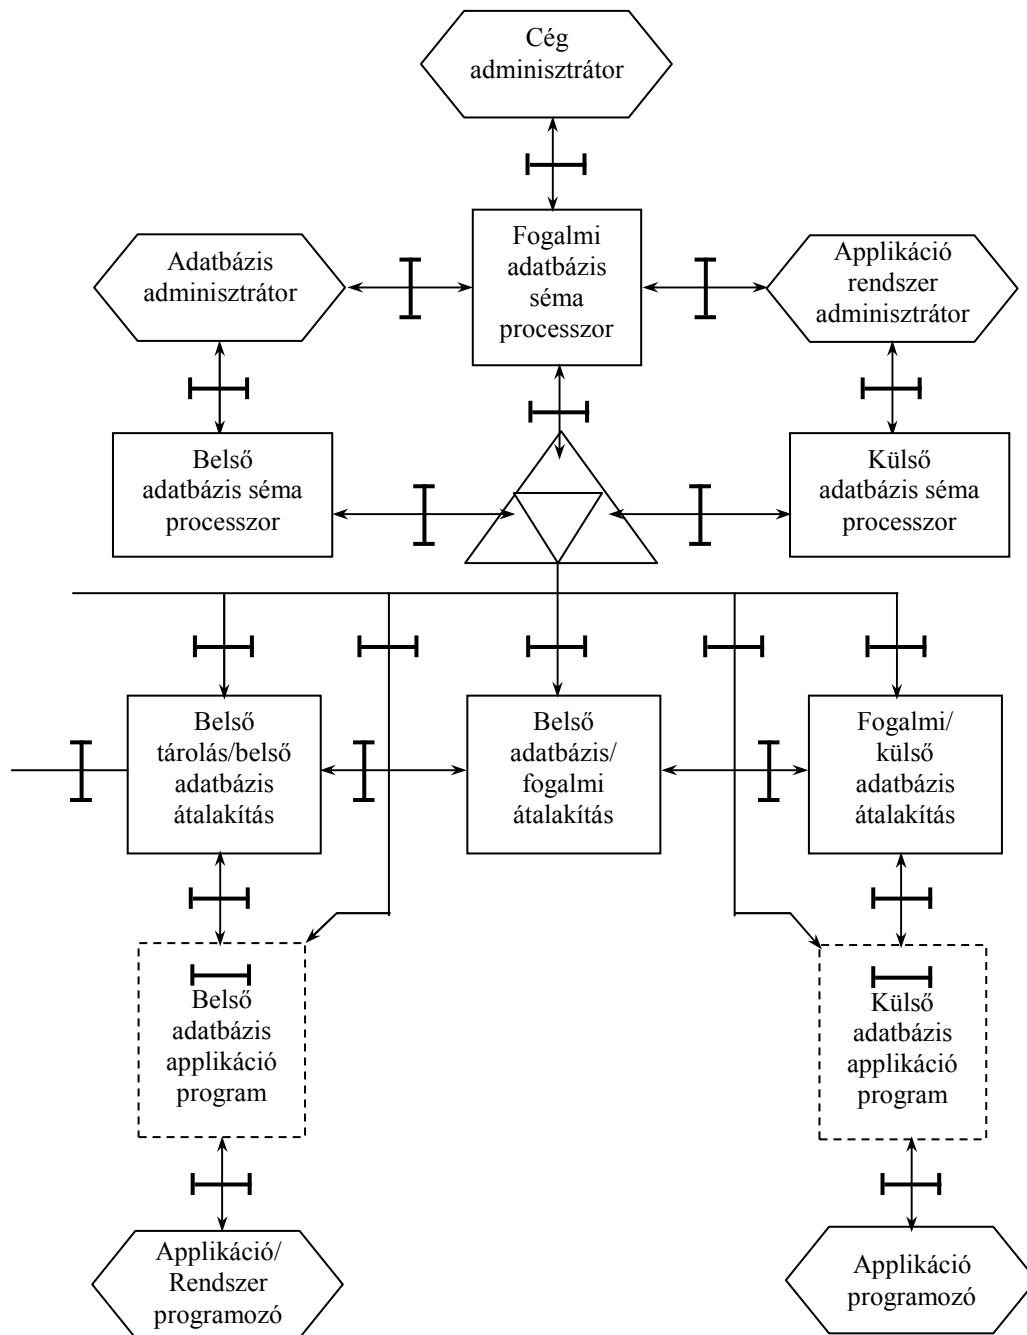 Cég
adminisztrátor
Adatbázis
adminisztrátor
Fogalmi
adatbázis
séma
processzor
Applikáció
rendszer
adminisztrátor
Belső
adatbázis séma
processzor
Külső
adatbázis séma
processzor
Belső
tárolás/belső
adatbázis
átalakítás
Belső
adatbázis/
fogalmi
átalakítás
Fogalmi/
külső
adatbázis
átalakítás
Belső
adatbázis
applikáció
program
Külső
adatbázis
applikáció
program
Applikáció/
Rendszer
programozó
Applikáció
programozó